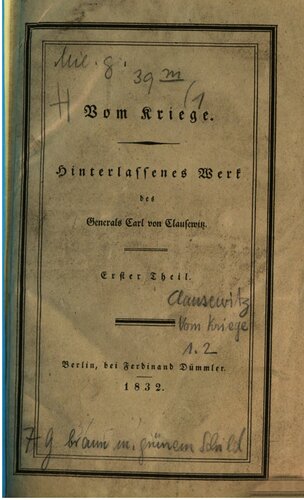 Mil. g. 39 m (1
Vom Kriege.
Hinterlassenes Werk
des
Generals Carl von Clausewitz.
Erster Theil.
Clausewitz
Vom Kriege
1.2
Berlin, bei Ferdinand Dümmler.
1832.
braun m. grünem Schild